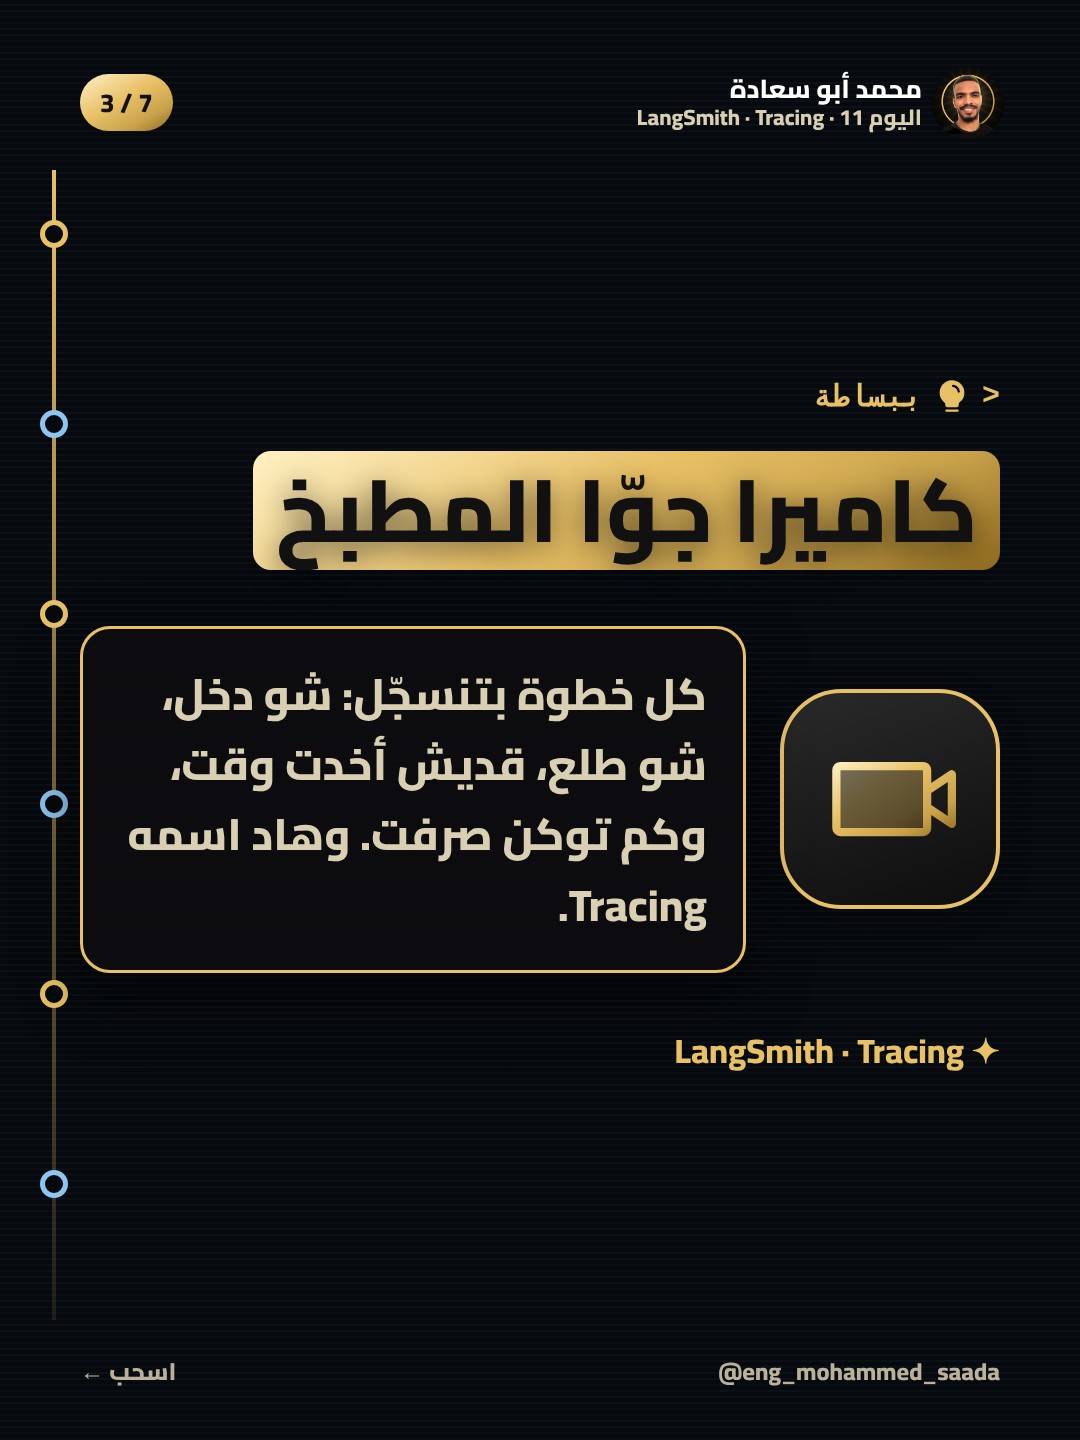 محمد أبو سعادة
اليوم 11 · LangSmith · Tracing
3 / 7
> ببساطة
كاميرا جوّا المطبخ
كل خطوة بتنسجّل: شو دخل،
شو طلع، قديش أخدت وقت،
وكم توكن صرفت. وهاد اسمه
Tracing.
✦ LangSmith · Tracing
@eng_mohammed_saada
اسحب ←